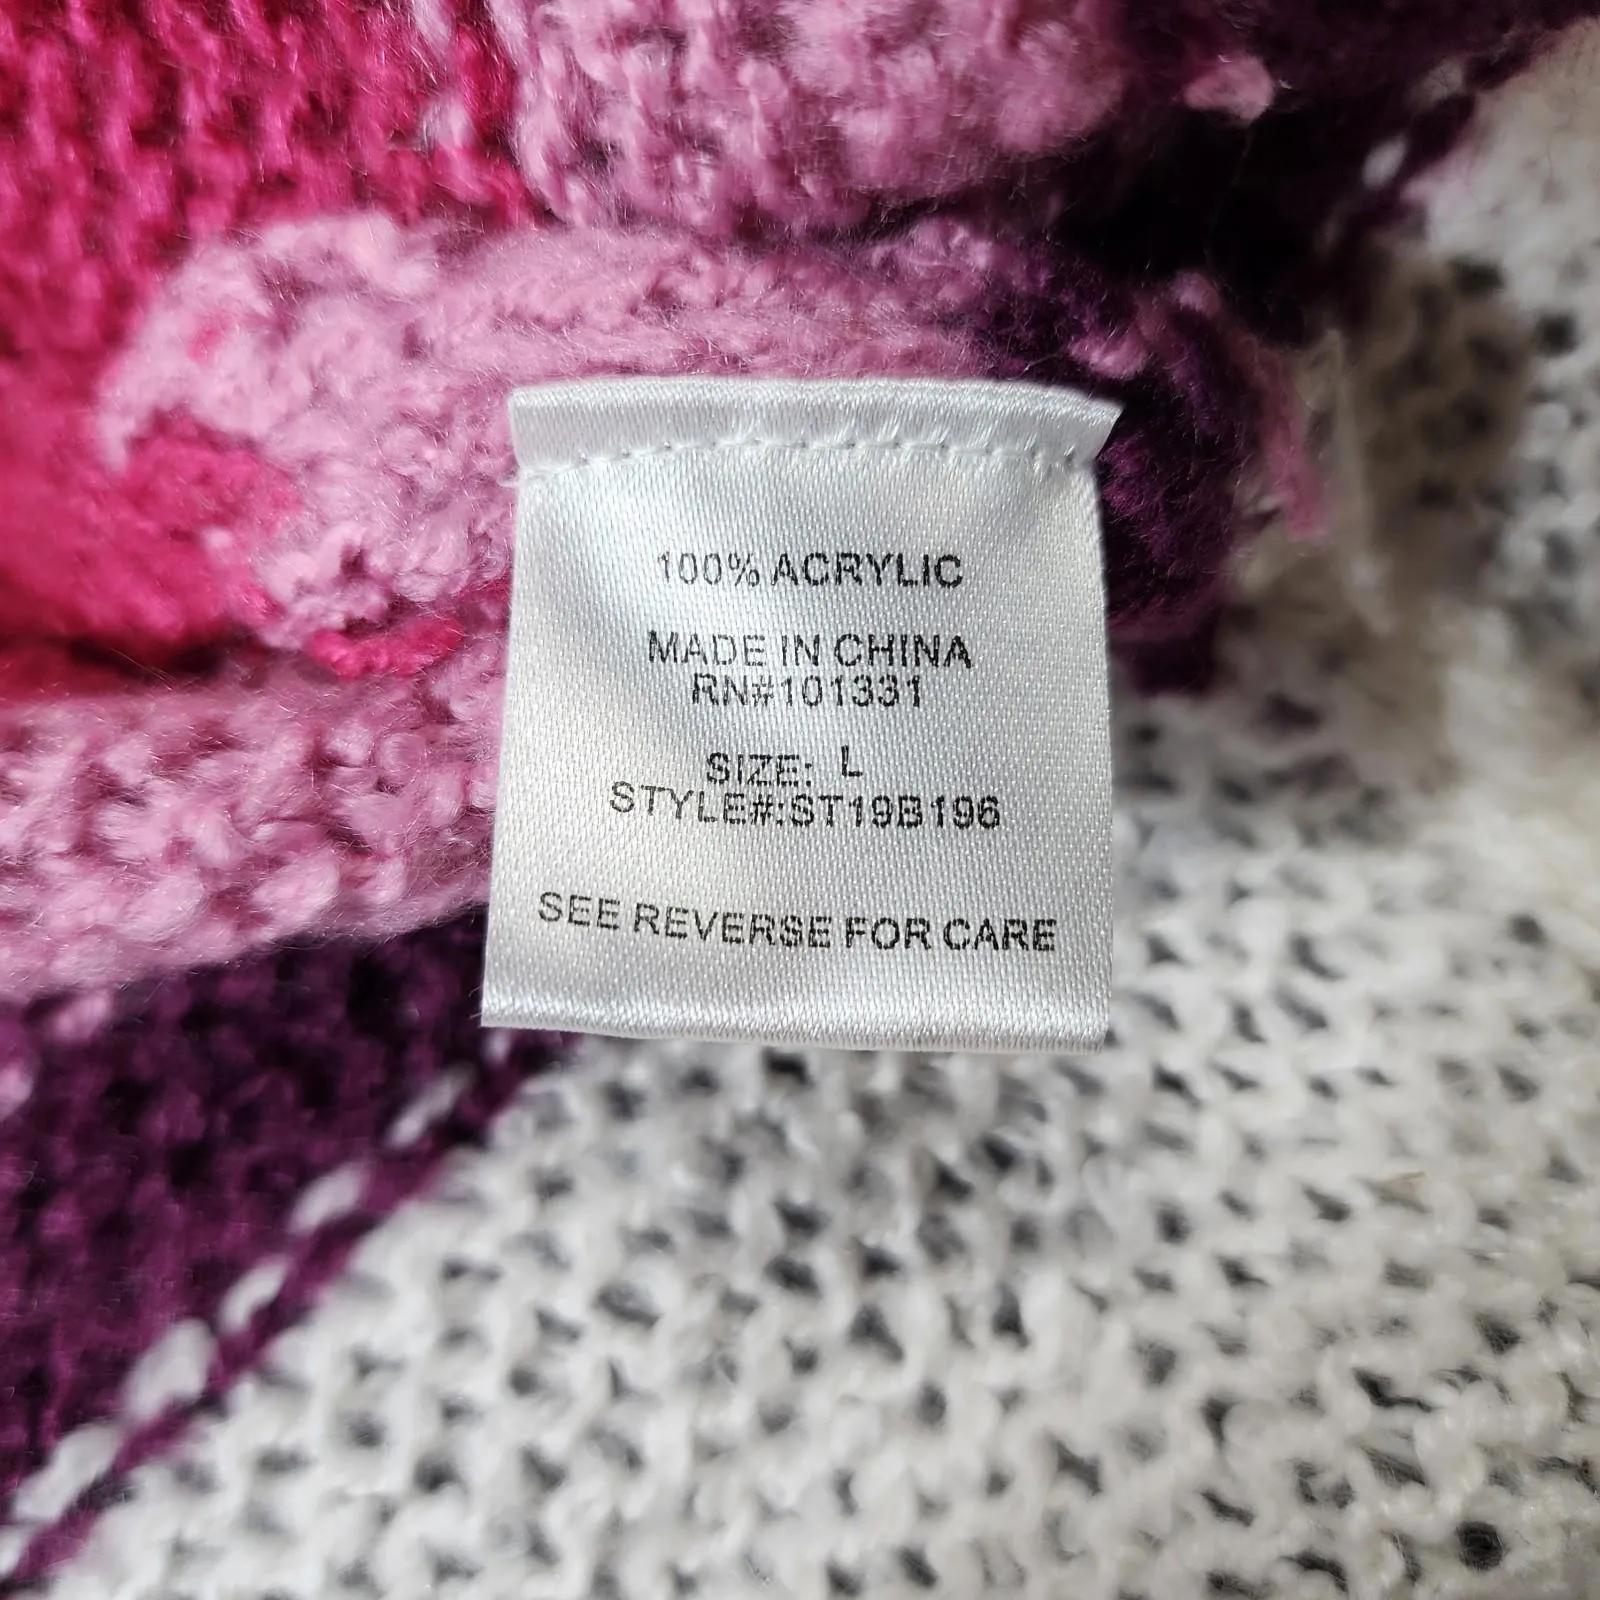 100% ACRYLIC
MADE IN CHINA
RN#101331
SIZE: L
STYLE#:ST19B196
SEE REVERSE FOR CARE